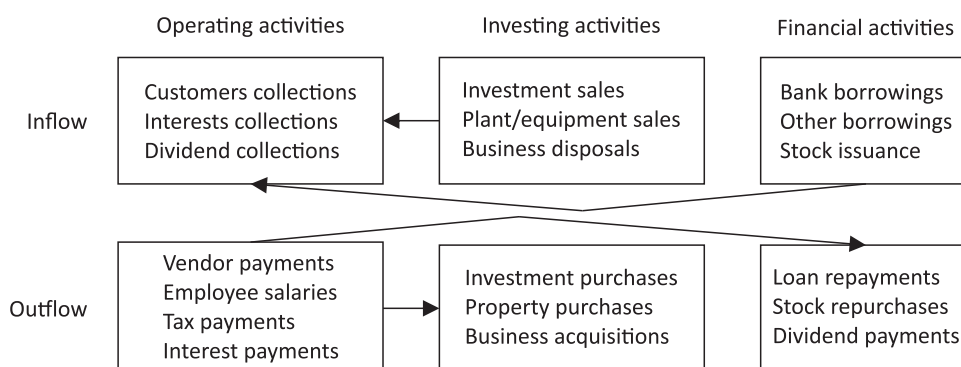 Operating activities
Investing activities
Financial activities
Inflow
Customers collections
Interests collections
Dividend collections
Investment sales
Plant/equipment sales
Business disposals
Bank borrowings
Other borrowings
Stock issuance
Outflow
Vendor payments
Employee salaries
Tax payments
Interest payments
Investment purchases
Property purchases
Business acquisitions
Loan repayments
Stock repurchases
Dividend payments